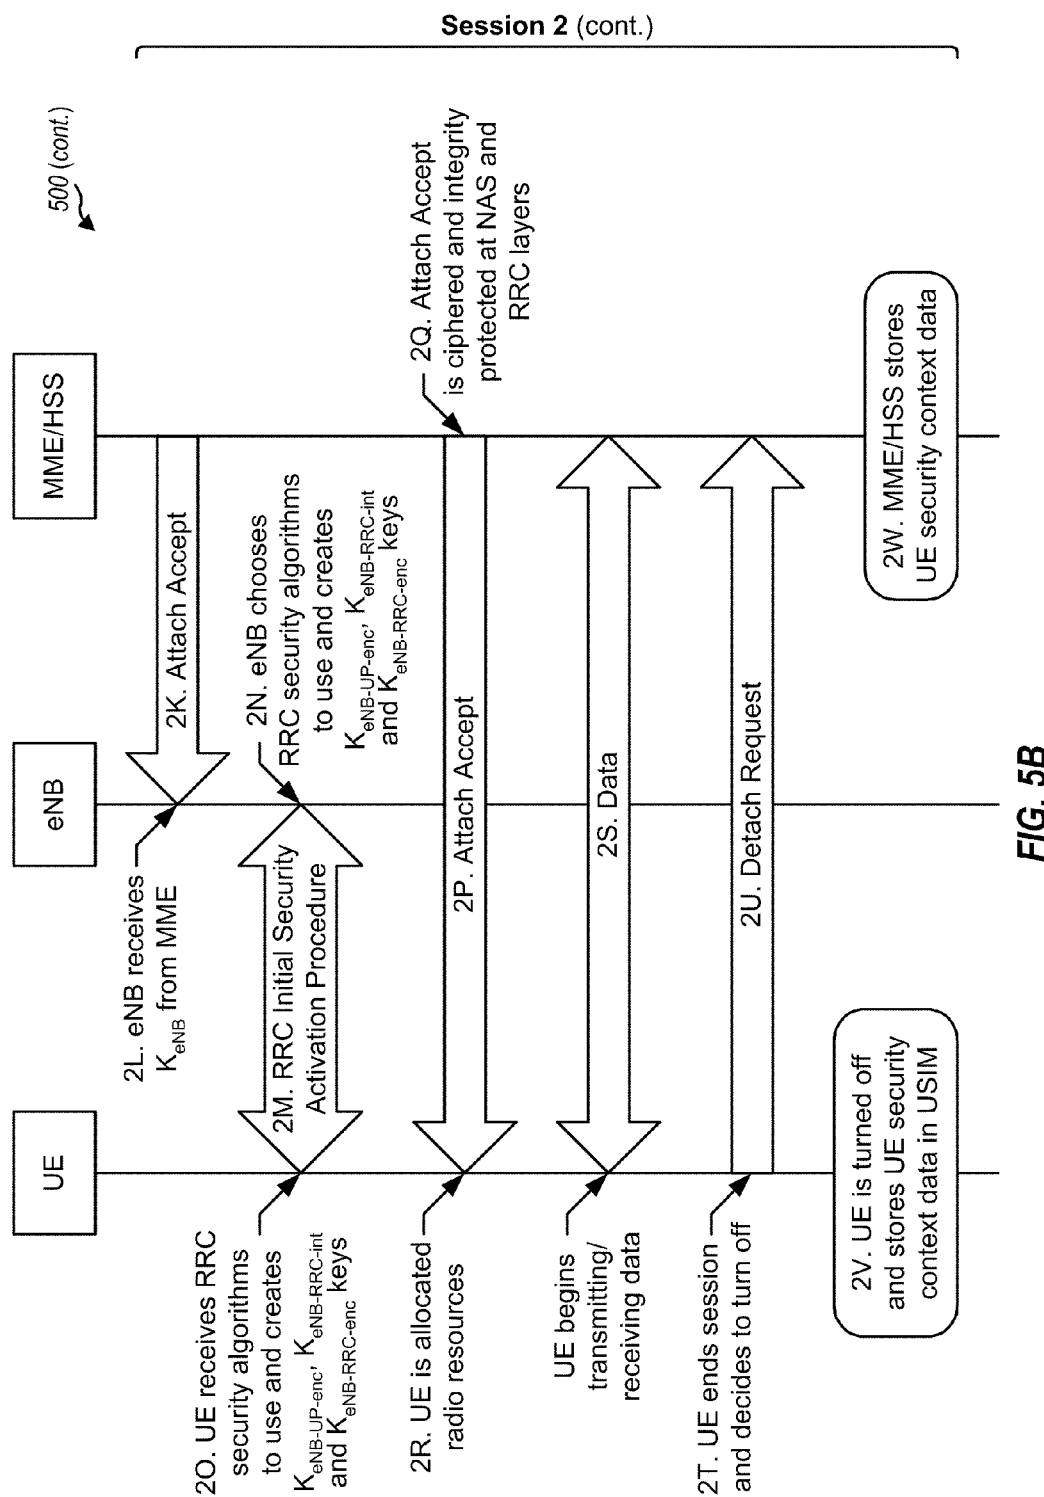 Session 2 (cont.)
500 (cont.)
UE
eNB
MME/HSS
2K. Attach Accept
2L. eNB receives
KeNB from MME
2M. RRC Initial Security
Activation Procedure
2N. eNB chooses
RRC security algorithms
to use and creates
KeNB-UP-enc, KeNB-RRC-int
and KeNB-RRC-enc keys
2O. UE receives RRC
security algorithms
to use and creates
KeNB-UP-enc, KeNB-RRC-int
and KeNB-RRC-enc keys
2P. Attach Accept
2Q. Attach Accept
is ciphered and integrity
protected at NAS and
RRC layers
2R. UE is allocated
radio resources
UE begins
transmitting/
receiving data
2S. Data
2T. UE ends session
and decides to turn off
2U. Detach Request
2V. UE is turned off
and stores UE security
context data in USIM
2W. MME/HSS stores
UE security context data
FIG. 5B